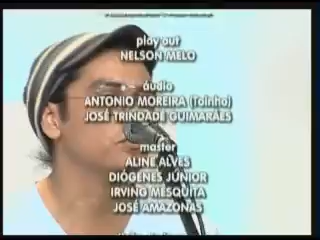 play out
NELSON MELO
áudio
ANTONIO MOREIRA (Toinho)
JOSÉ TRINDADE GUIMARÃES
master
ALINE ALVES
DIÓGENES JÚNIOR
IRVING MESQUITA
JOSÉ AMAZONAS